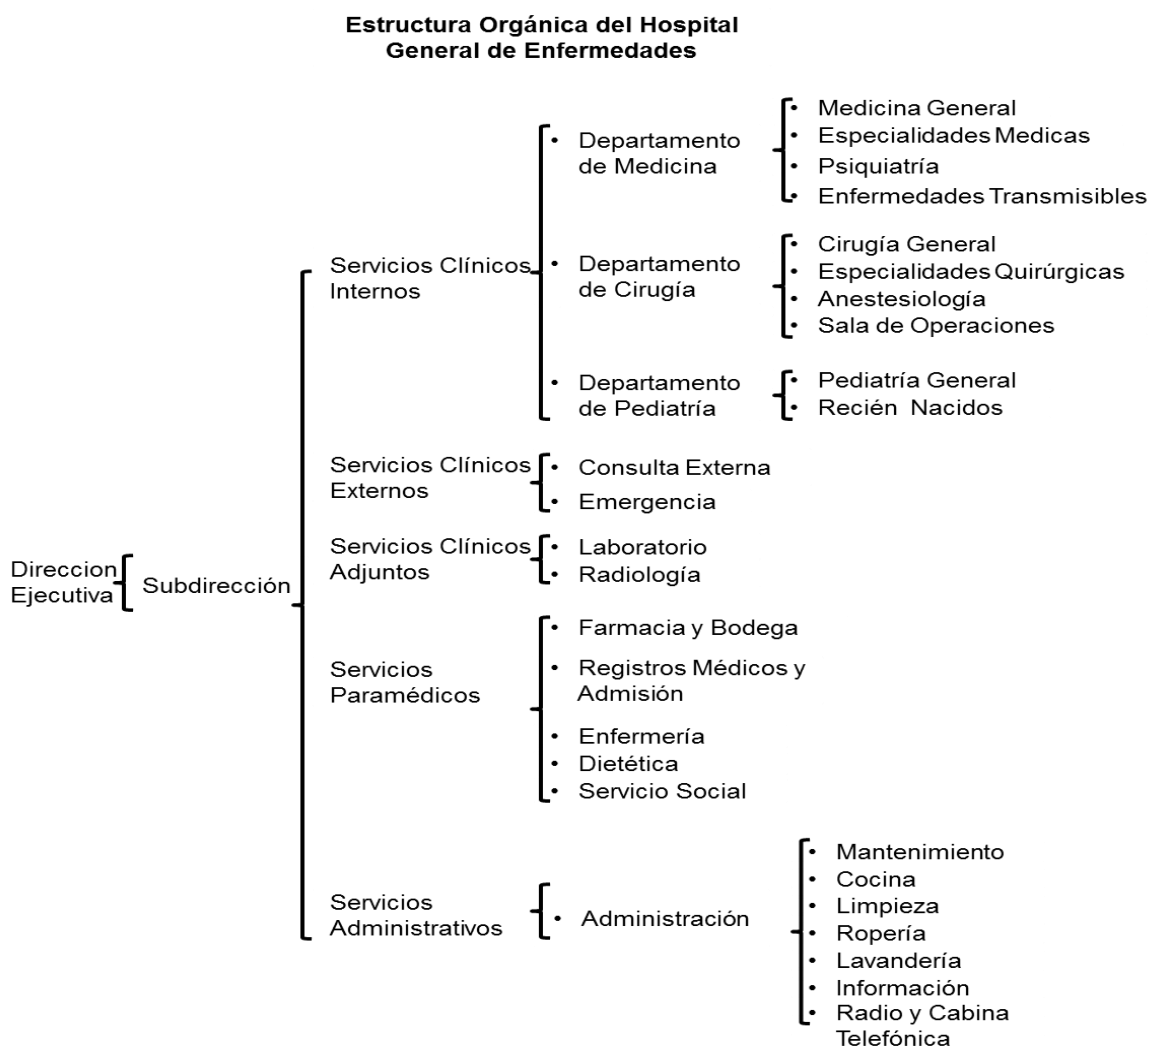 Estructura Orgánica del Hospital
General de Enfermedades
Direccion
Ejecutiva
Subdirección
Servicios Clínicos
Internos
• Departamento
de Medicina
• Medicina General
• Especialidades Medicas
• Psiquiatría
• Enfermedades Transmisibles
• Departamento
de Cirugía
• Cirugía General
• Especialidades Quirúrgicas
• Anestesiología
• Sala de Operaciones
• Departamento
de Pediatría
• Pediatría General
• Recién Nacidos
Servicios Clínicos
Externos
• Consulta Externa
• Emergencia
Servicios Clínicos
Adjuntos
• Laboratorio
• Radiología
Servicios
Paramédicos
• Farmacia y Bodega
• Registros Médicos y
Admisión
• Enfermería
• Dietética
• Servicio Social
Servicios
Administrativos
• Administración
• Mantenimiento
• Cocina
• Limpieza
• Ropería
• Lavandería
• Información
• Radio y Cabina
Telefónica